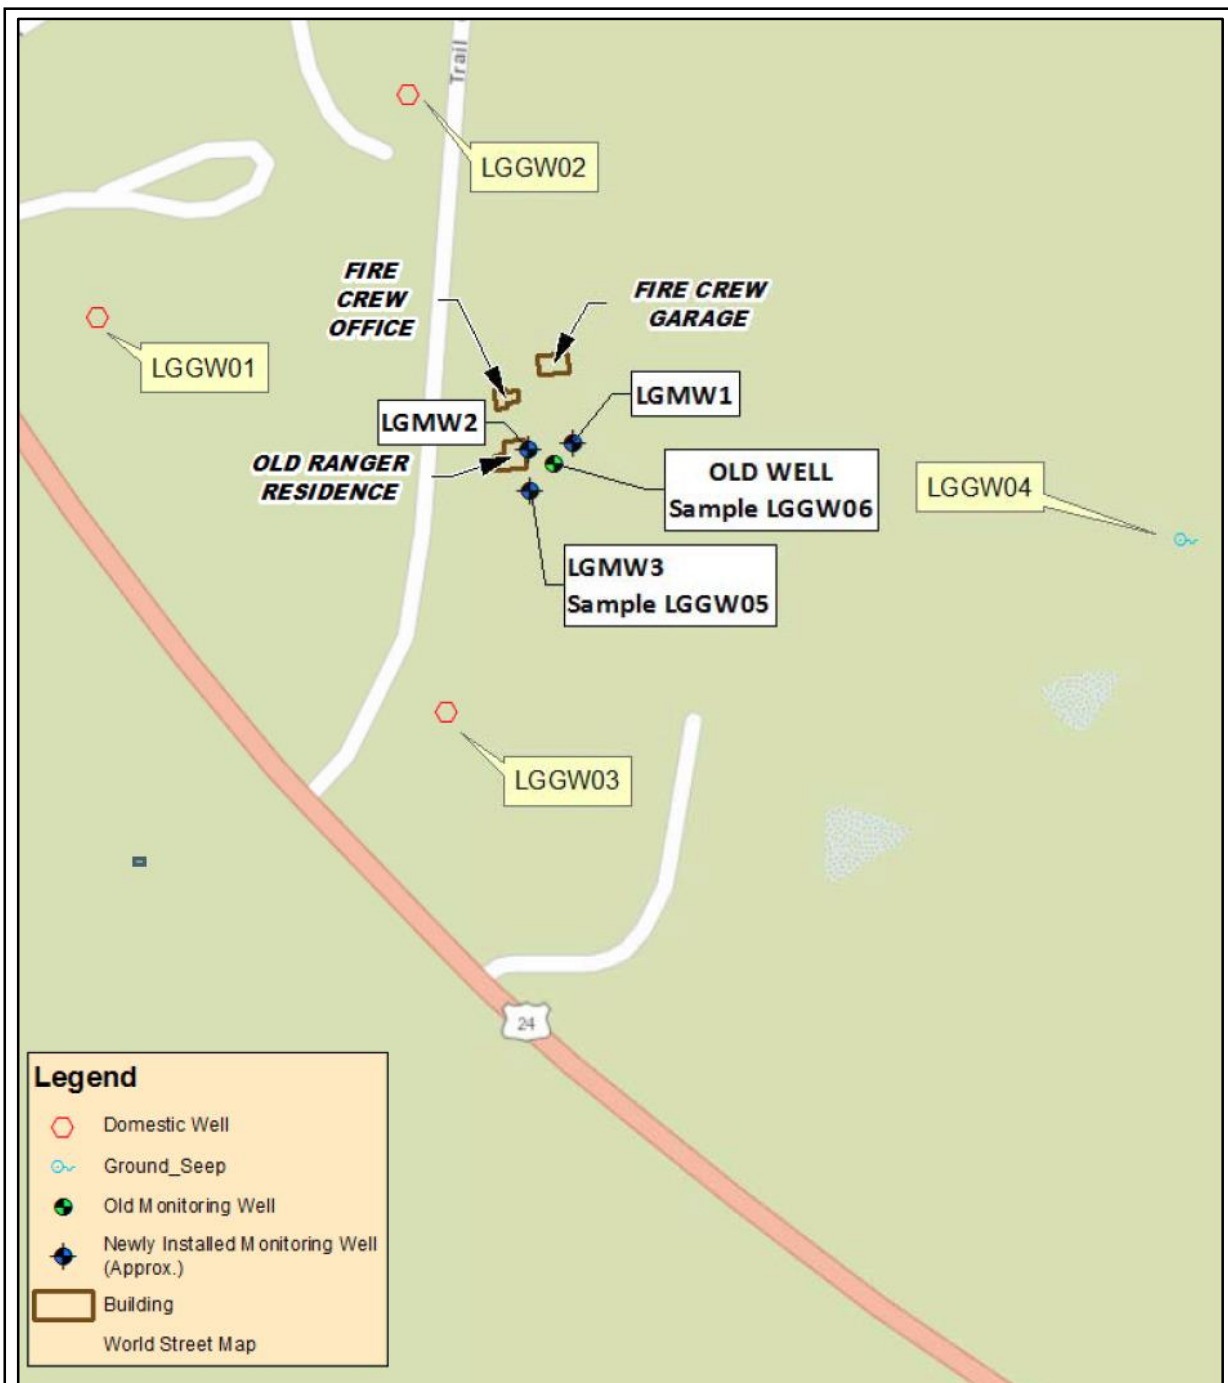 Trail
LGGW02
FIRE
CREW
OFFICE
FIRE CREW
GARAGE
LGGW01
LGMW1
LGMW2
OLD RANGER
RESIDENCE
OLD WELL
Sample LGGW06
LGGW04
LGMW3
Sample LGGW05
LGGW03
24
Legend
Domestic Well
Ground_Seep
Old Monitoring Well
Newly Installed Monitoring Well
(Approx.)
Building
World Street Map